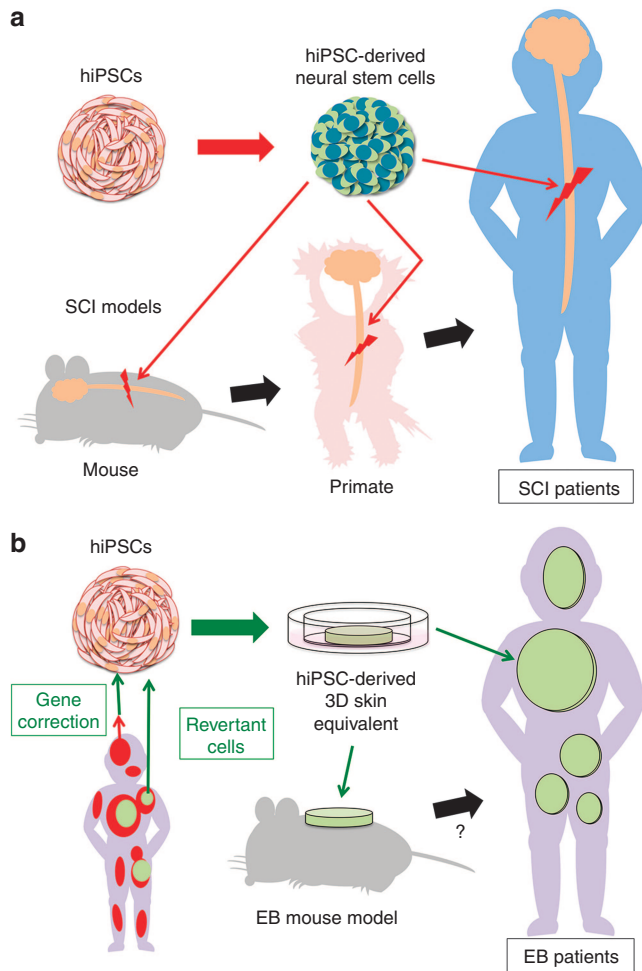 a
hiPSCs
hiPSC-derived
neural stem cells
SCI models
Mouse
Primate
SCI patients
b
hiPSCs
Gene
correction
Revertant
cells
hiPSC-derived
3D skin
equivalent
?
EB mouse model
EB patients